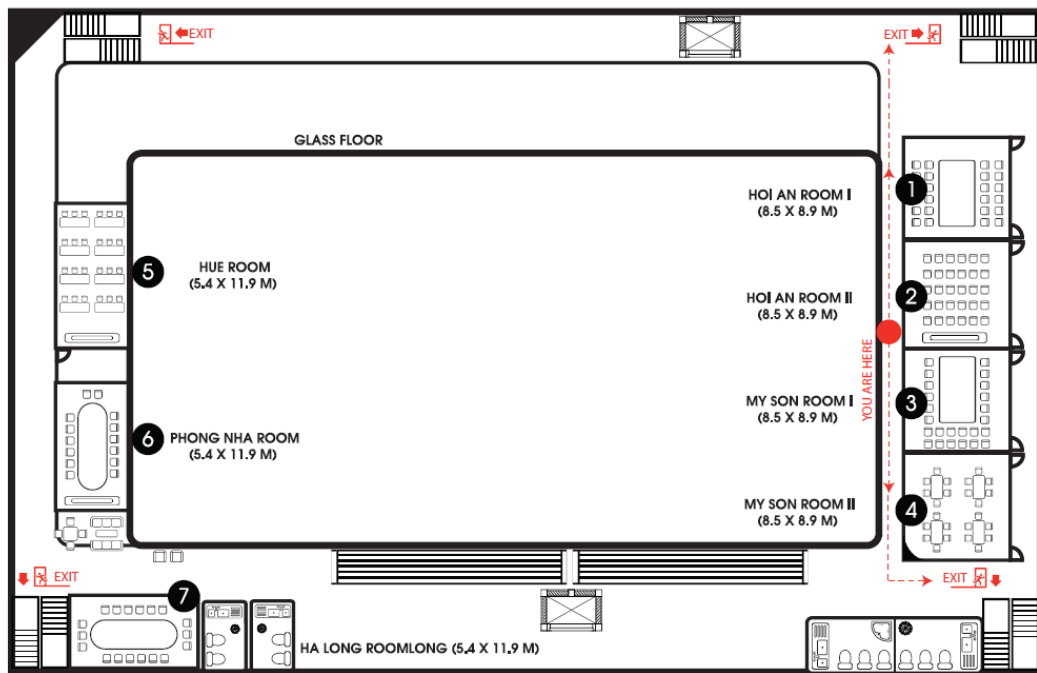 EXIT
EXIT
GLASS FLOOR
1
HOI AN ROOM I
(8.5 X 8.9 M)
5
HUE ROOM
(5.4 X 11.9 M)
2
HOI AN ROOM II
(8.5 X 8.9 M)
YOU ARE HERE
3
MY SON ROOM I
(8.5 X 8.9 M)
6
PHONG NHA ROOM
(5.4 X 11.9 M)
4
MY SON ROOM II
(8.5 X 8.9 M)
EXIT
EXIT
7
HA LONG ROOMLONG (5.4 X 11.9 M)